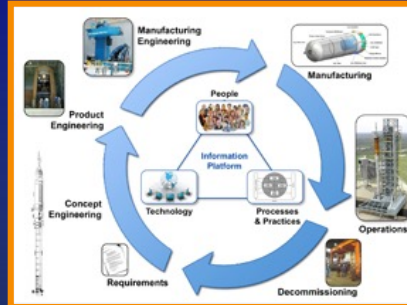 Manufacturing
Engineering
Manufacturing
Product
Engineering
People
Information
Platform
Technology
Processes
& Practices
Concept
Engineering
Operations
Requirements
Decommissioning